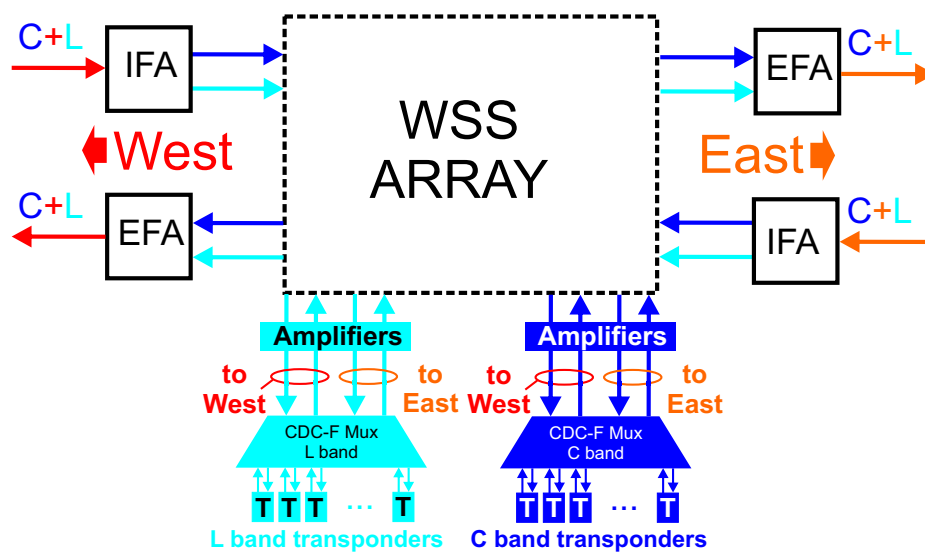 C+L
IFA
WSS
ARRAY
EFA
C+L
West
East
C+L
EFA
IFA
C+L
Amplifiers
Amplifiers
to
West
to
East
to
West
to
East
CDC-F Mux
L band
CDC-F Mux
C band
T T T ... T
T T T ... T
L band transponders
C band transponders